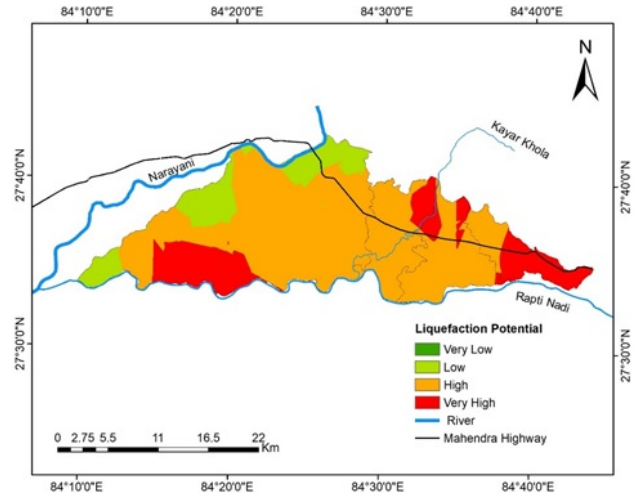 84°10'0"E 84°20'0"E 84°30'0"E 84°40'0"E
N
Kayar Khola
Narayani
27°40'0"N 27°40'0"N
Rapti Nadi
27°30'0"N 27°30'0"N
Liquefaction Potential
Very Low
Low
High
Very High
River
Mahendra Highway
0 2.75 5.5 11 16.5 22
Km
84°10'0"E 84°20'0"E 84°30'0"E 84°40'0"E